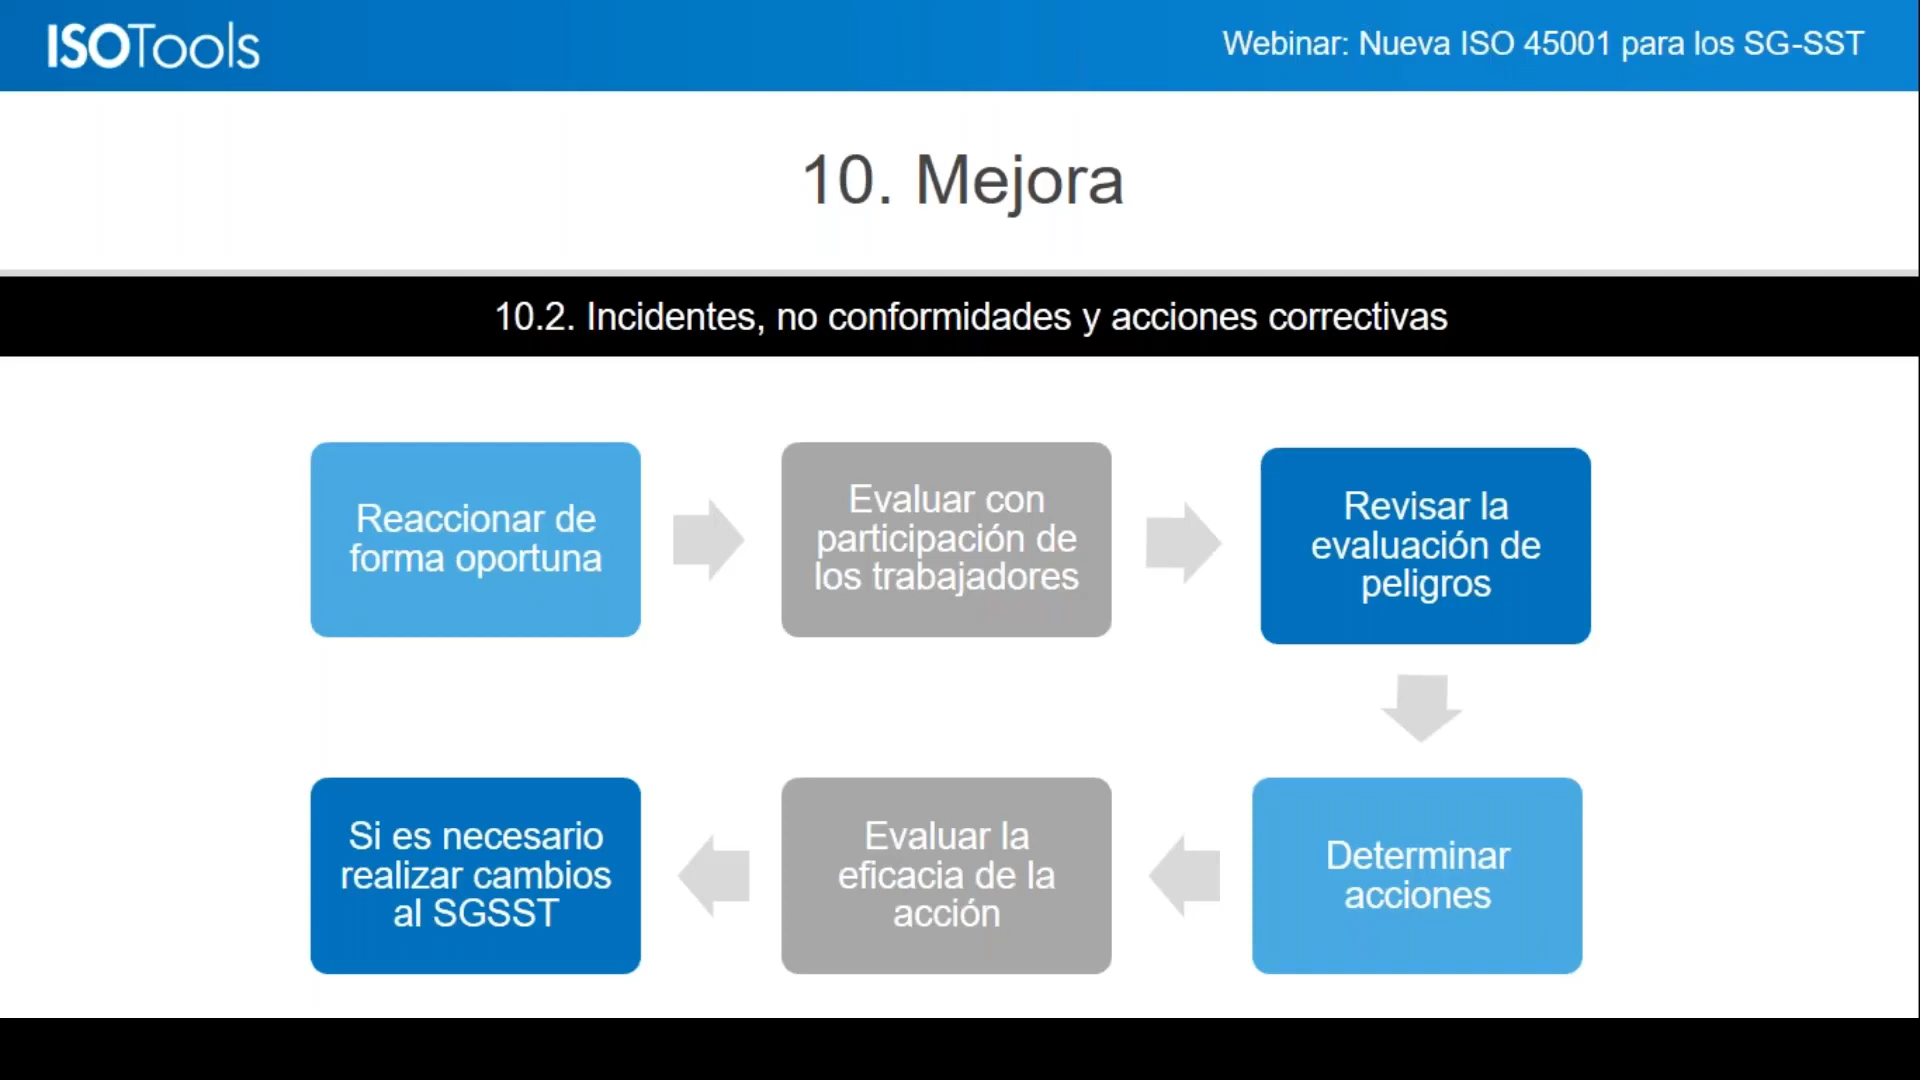 ISOTools
Webinar: Nueva ISO 45001 para los SG-SST
10. Mejora
10.2. Incidentes, no conformidades y acciones correctivas
Reaccionar de
forma oportuna
Evaluar con
participación de
los trabajadores
Revisar la
evaluación de
peligros
Determinar
acciones
Evaluar la
eficacia de la
acción
Si es necesario
realizar cambios
al SGSST